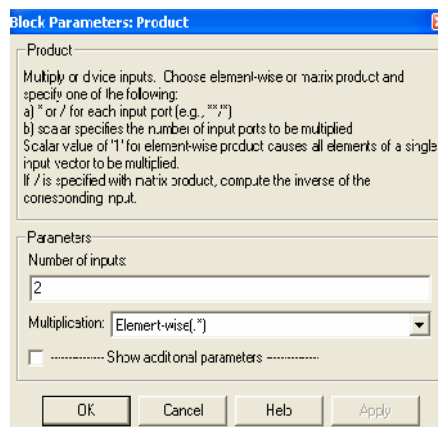 Block Parameters: Product
Product
Multiply or divide inputs. Choose element-wise or matrix product and
specify one of the following:
a) * or / for each input port (e.g., **/*)
b) scalar specifies the number of input ports to be multiplied
Scalar value of '1' for element-wise product causes all elements of a single
input vector to be multiplied.
If / is specified with matrix product, compute the inverse of the
corresponding input.
Parameters
Number of inputs:
2
Multiplication: Element-wise(.*)
-------------- Show additional parameters --------------
OK Cancel Help Apply